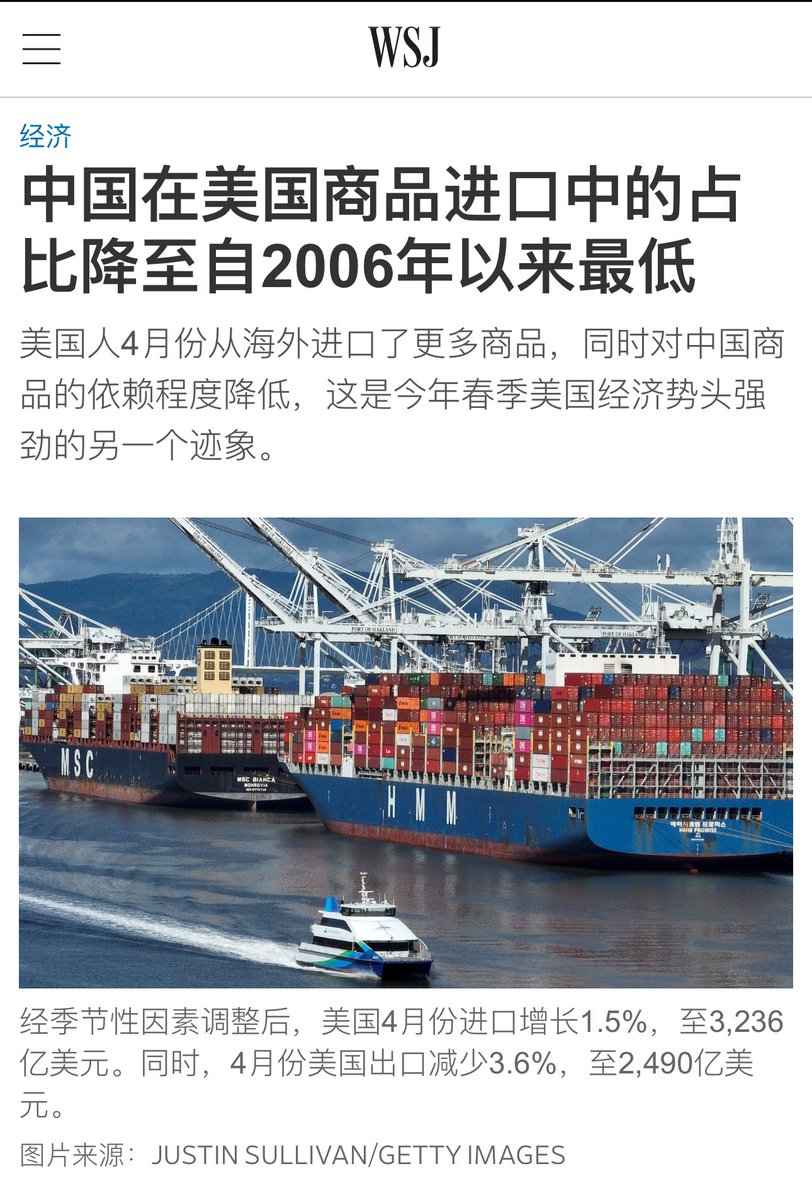 WSJ
经济
中国在美国商品进口中的占
比降至自2006年以来最低
美国人4月份从海外进口了更多商品，同时对中国商
品的依赖程度降低，这是今年春季美国经济势头强
劲的另一个迹象。
PORT OF OAKLAND
PORT OF OAKLAND
MSC
MSC BIANCA
MONROVIA
HMM
HMM PROMISE
经季节性因素调整后，美国4月份进口增长1.5%，至3,236
亿美元。同时，4月份美国出口减少3.6%，至2,490亿美
元。
图片来源：JUSTIN SULLIVAN/GETTY IMAGES